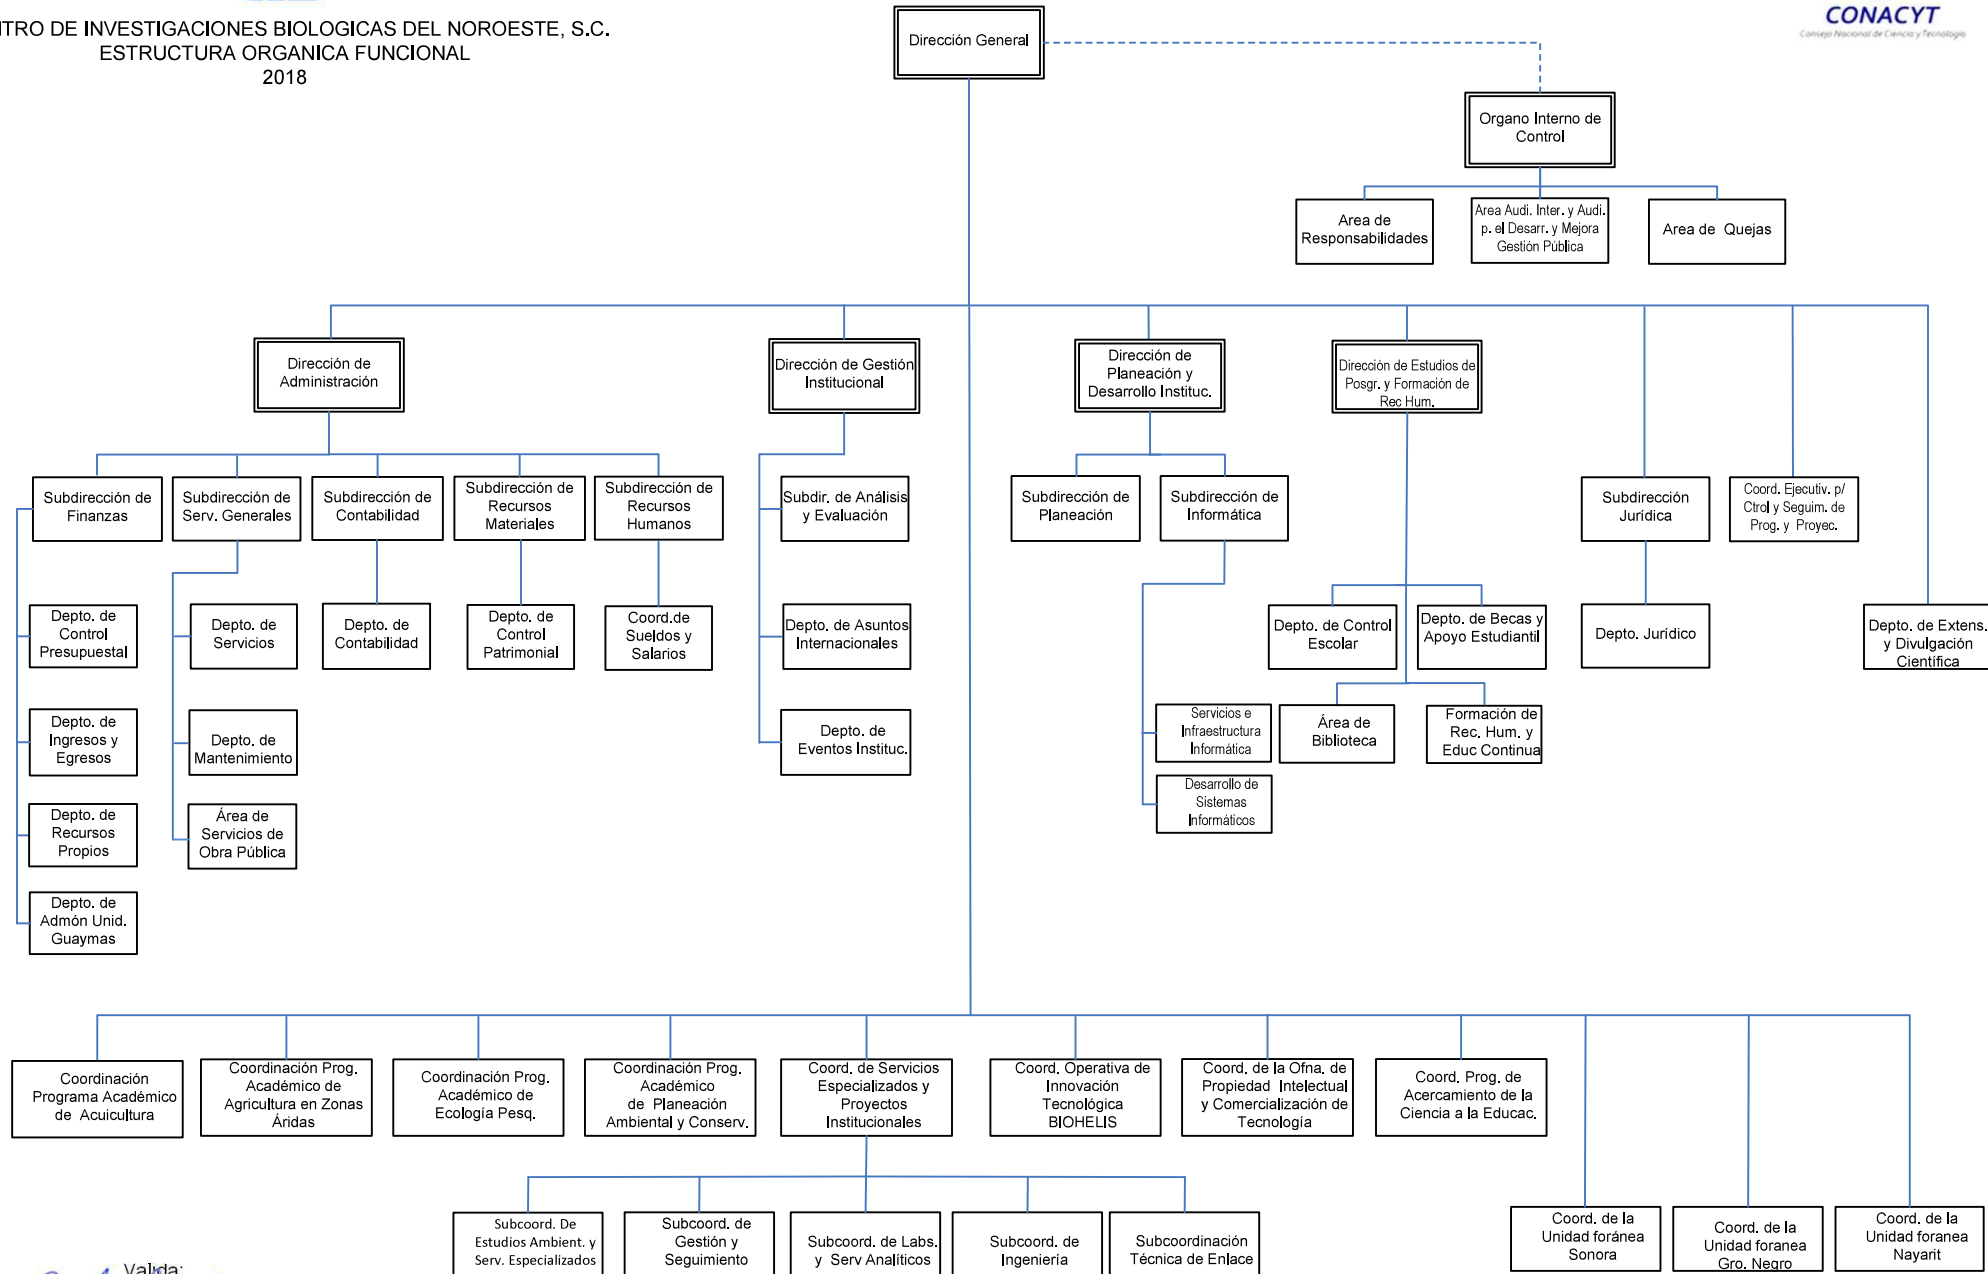 TRO DE INVESTIGACIONES BIOLOGICAS DEL NOROESTE, S.C.
ESTRUCTURA ORGANICA FUNCIONAL
2018
CONACYT
Consejo Nacional de Ciencia y Tecnología
Dirección General
Organo Interno de
Control
Area de
Responsabilidades
Area Audi. Inter. y Audi.
p. el Desarr. y Mejora
Gestión Pública
Area de Quejas
Dirección de
Administración
Dirección de Gestión
Institucional
Dirección de
Planeación y
Desarrollo Instituc.
Dirección de Estudios de
Posgr. y Formación de
Rec Hum.
Subdirección de
Finanzas
Subdirección de
Serv. Generales
Subdirección de
Contabilidad
Subdirección de
Recursos
Materiales
Subdirección de
Recursos
Humanos
Subdir. de Análisis
y Evaluación
Subdirección de
Planeación
Subdirección de
Informática
Subdirección
Jurídica
Coord. Ejecutiv. p/
Ctrol y Seguim. de
Prog. y Proyec.
Depto. de
Control
Presupuestal
Depto. de
Servicios
Depto. de
Contabilidad
Depto. de
Control
Patrimonial
Coord.de
Sueldos y
Salarios
Depto. de Asuntos
Internacionales
Depto. de Control
Escolar
Depto. de Becas y
Apoyo Estudiantil
Depto. Jurídico
Depto. de Extens.
y Divulgación
Científica
Depto. de
Ingresos y
Egresos
Depto. de
Mantenimiento
Depto. de
Eventos Instituc.
Servicios e
Infraestructura
Informática
Área de
Biblioteca
Formación de
Rec. Hum. y
Educ Continua
Depto. de
Recursos
Propios
Área de
Servicios de
Obra Pública
Desarrollo de
Sistemas
Informáticos
Depto. de
Admón Unid.
Guaymas
Coordinación
Programa Académico
de Acuicultura
Coordinación Prog.
Académico de
Agricultura en Zonas
Áridas
Coordinación Prog.
Académico de
Ecología Pesq.
Coordinación Prog.
Académico
de Planeación
Ambiental y Conserv.
Coord. de Servicios
Especializados y
Proyectos
Institucionales
Coord. Operativa de
Innovación
Tecnológica
BIOHELIS
Coord. de la Ofna. de
Propiedad Intelectual
y Comercialización de
Tecnología
Coord. Prog. de
Acercamiento de la
Ciencia a la Educac.
Subcoord. De
Estudios Ambient. y
Serv. Especializados
Subcoord. de
Gestión y
Seguimiento
Subcoord. de Labs.
y Serv Analíticos
Subcoord. de
Ingeniería
Subcoordinación
Técnica de Enlace
Coord. de la
Unidad foránea
Sonora
Coord. de la
Unidad foranea
Gro. Negro
Coord. de la
Unidad foranea
Nayarit
Valida: